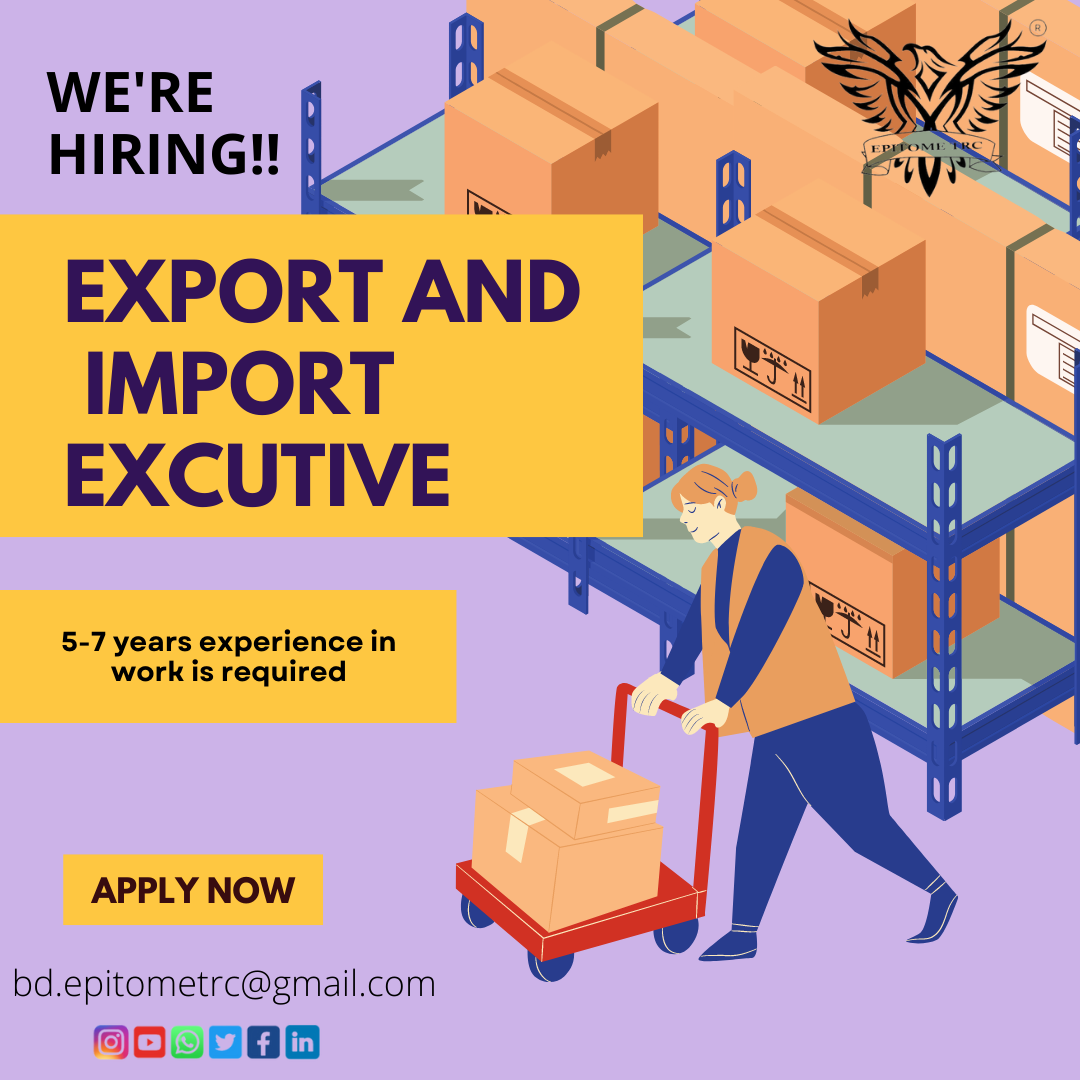 WE'RE
HIRING!!
EPITOME TRC
®
EXPORT AND
IMPORT
EXCUTIVE
5-7 years experience in
work is required
APPLY NOW
bd.epitometrc@gmail.com